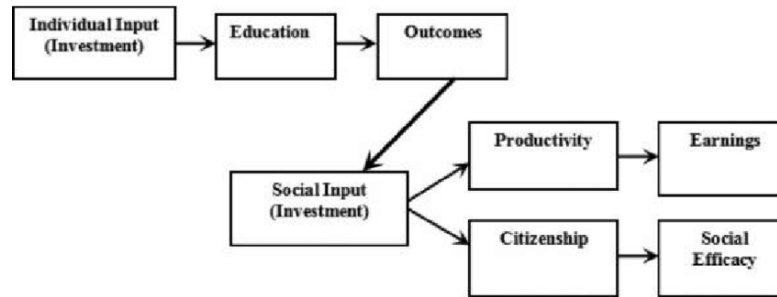 Individual Input
(Investment)
Education
Outcomes
Social Input
(Investment)
Productivity
Earnings
Citizenship
Social
Efficacy